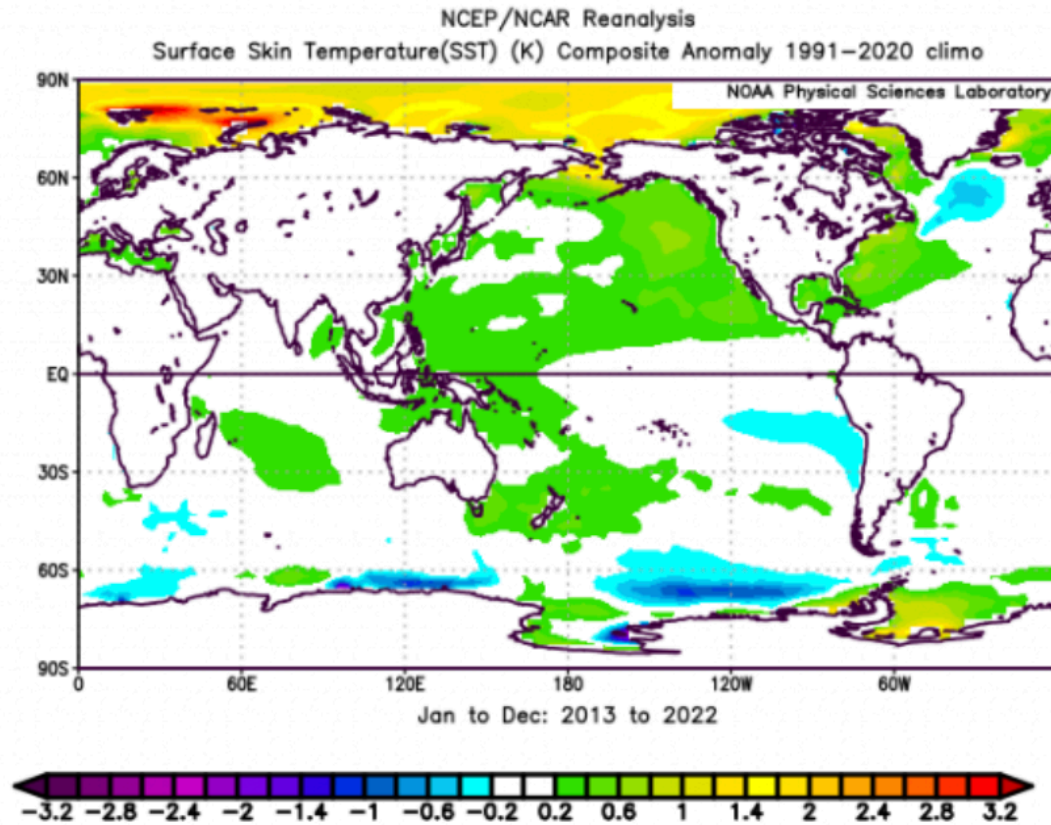 NCEP/NCAR Reanalysis
Surface Skin Temperature(SST) (K) Composite Anomaly 1991−2020 climo
90N
NOAA Physical Sciences Laboratory
60N
30N
EQ
30S
60S
90S
0 60E 120E 180 120W 60W
Jan to Dec: 2013 to 2022
−3.2 −2.8 −2.4 −2 −1.8 −1.4 −1 −0.6 −0.2 0.2 0.6 1 1.4 2 2.4 2.8 3.2